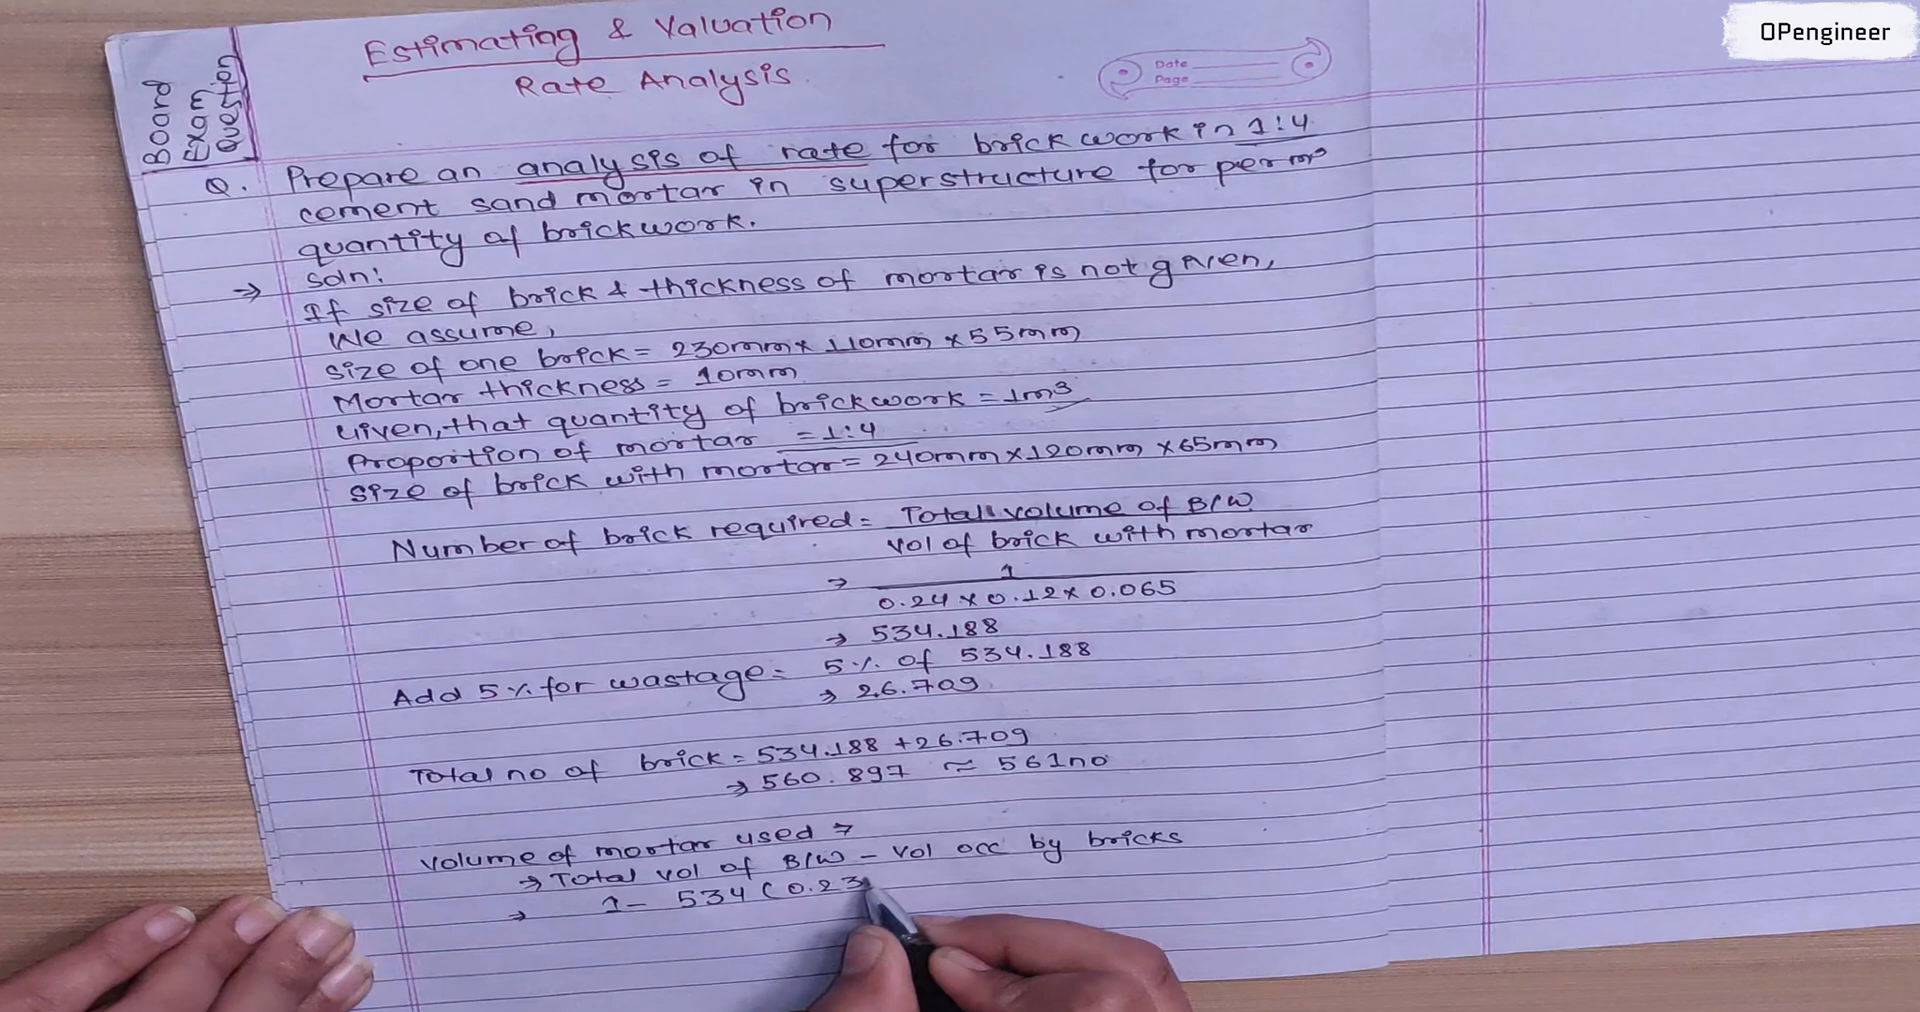 OPengineer
Estimating & Valuation
Rate Analysis
Date
Page
Board
Exam
Question
Q. Prepare an analysis of rate for brick work in 1:4
cement sand mortar in superstructure for per m³
quantity of brickwork.
→ Soln:
If size of brick & thickness of mortar is not given,
We assume,
size of one brick = 230mm × 110mm × 55mm
Mortar thickness = 10mm
Given, that quantity of brickwork = 1m³
Proportion of mortar = 1:4
size of brick with mortar = 240mm × 120mm × 65mm
Number of brick required = Total volume of B/W
Vol of brick with mortar
→ 1
0.24 × 0.12 × 0.065
→ 534.188
Add 5% for wastage = 5% of 534.188
→ 26.709
Total no of brick = 534.188 + 26.709
→ 560.897 ≈ 561no
Volume of mortar used →
→ Total vol of B/W - Vol occ by bricks
→ 1 - 534 (0.23